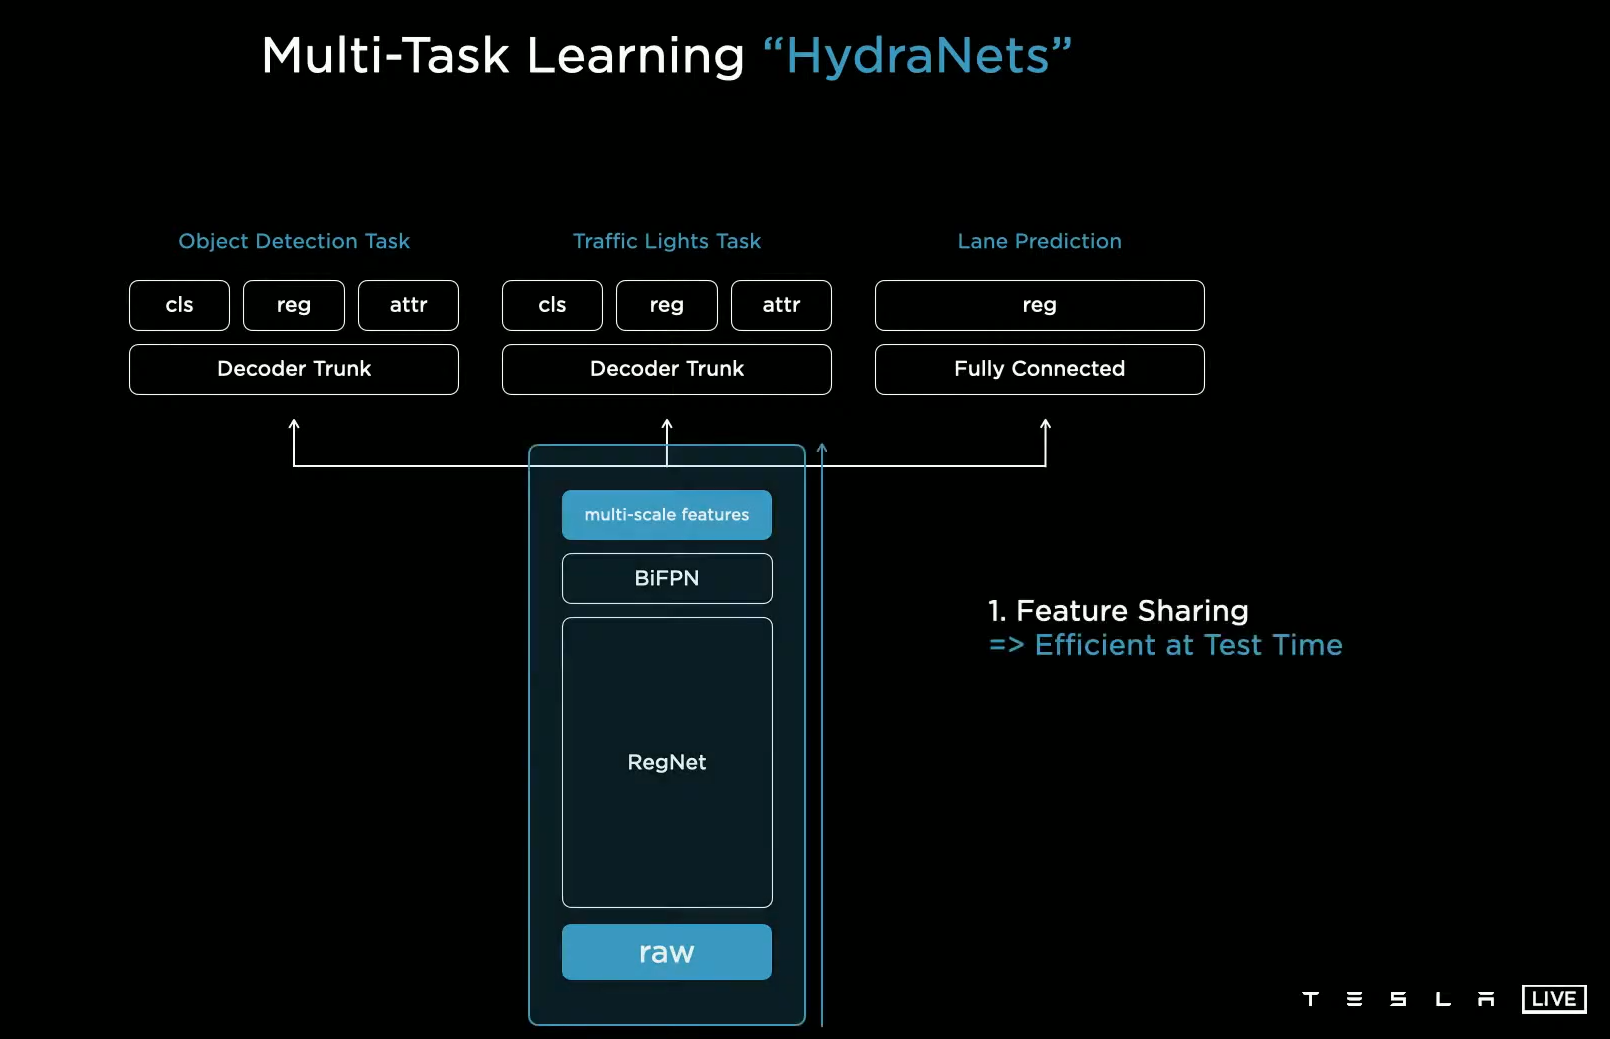 Multi-Task Learning “HydraNets”
Object Detection Task
Traffic Lights Task
Lane Prediction
cls
reg
attr
cls
reg
attr
reg
Decoder Trunk
Decoder Trunk
Fully Connected
multi-scale features
BiFPN
1. Feature Sharing
=> Efficient at Test Time
RegNet
raw
TESLA
LIVE